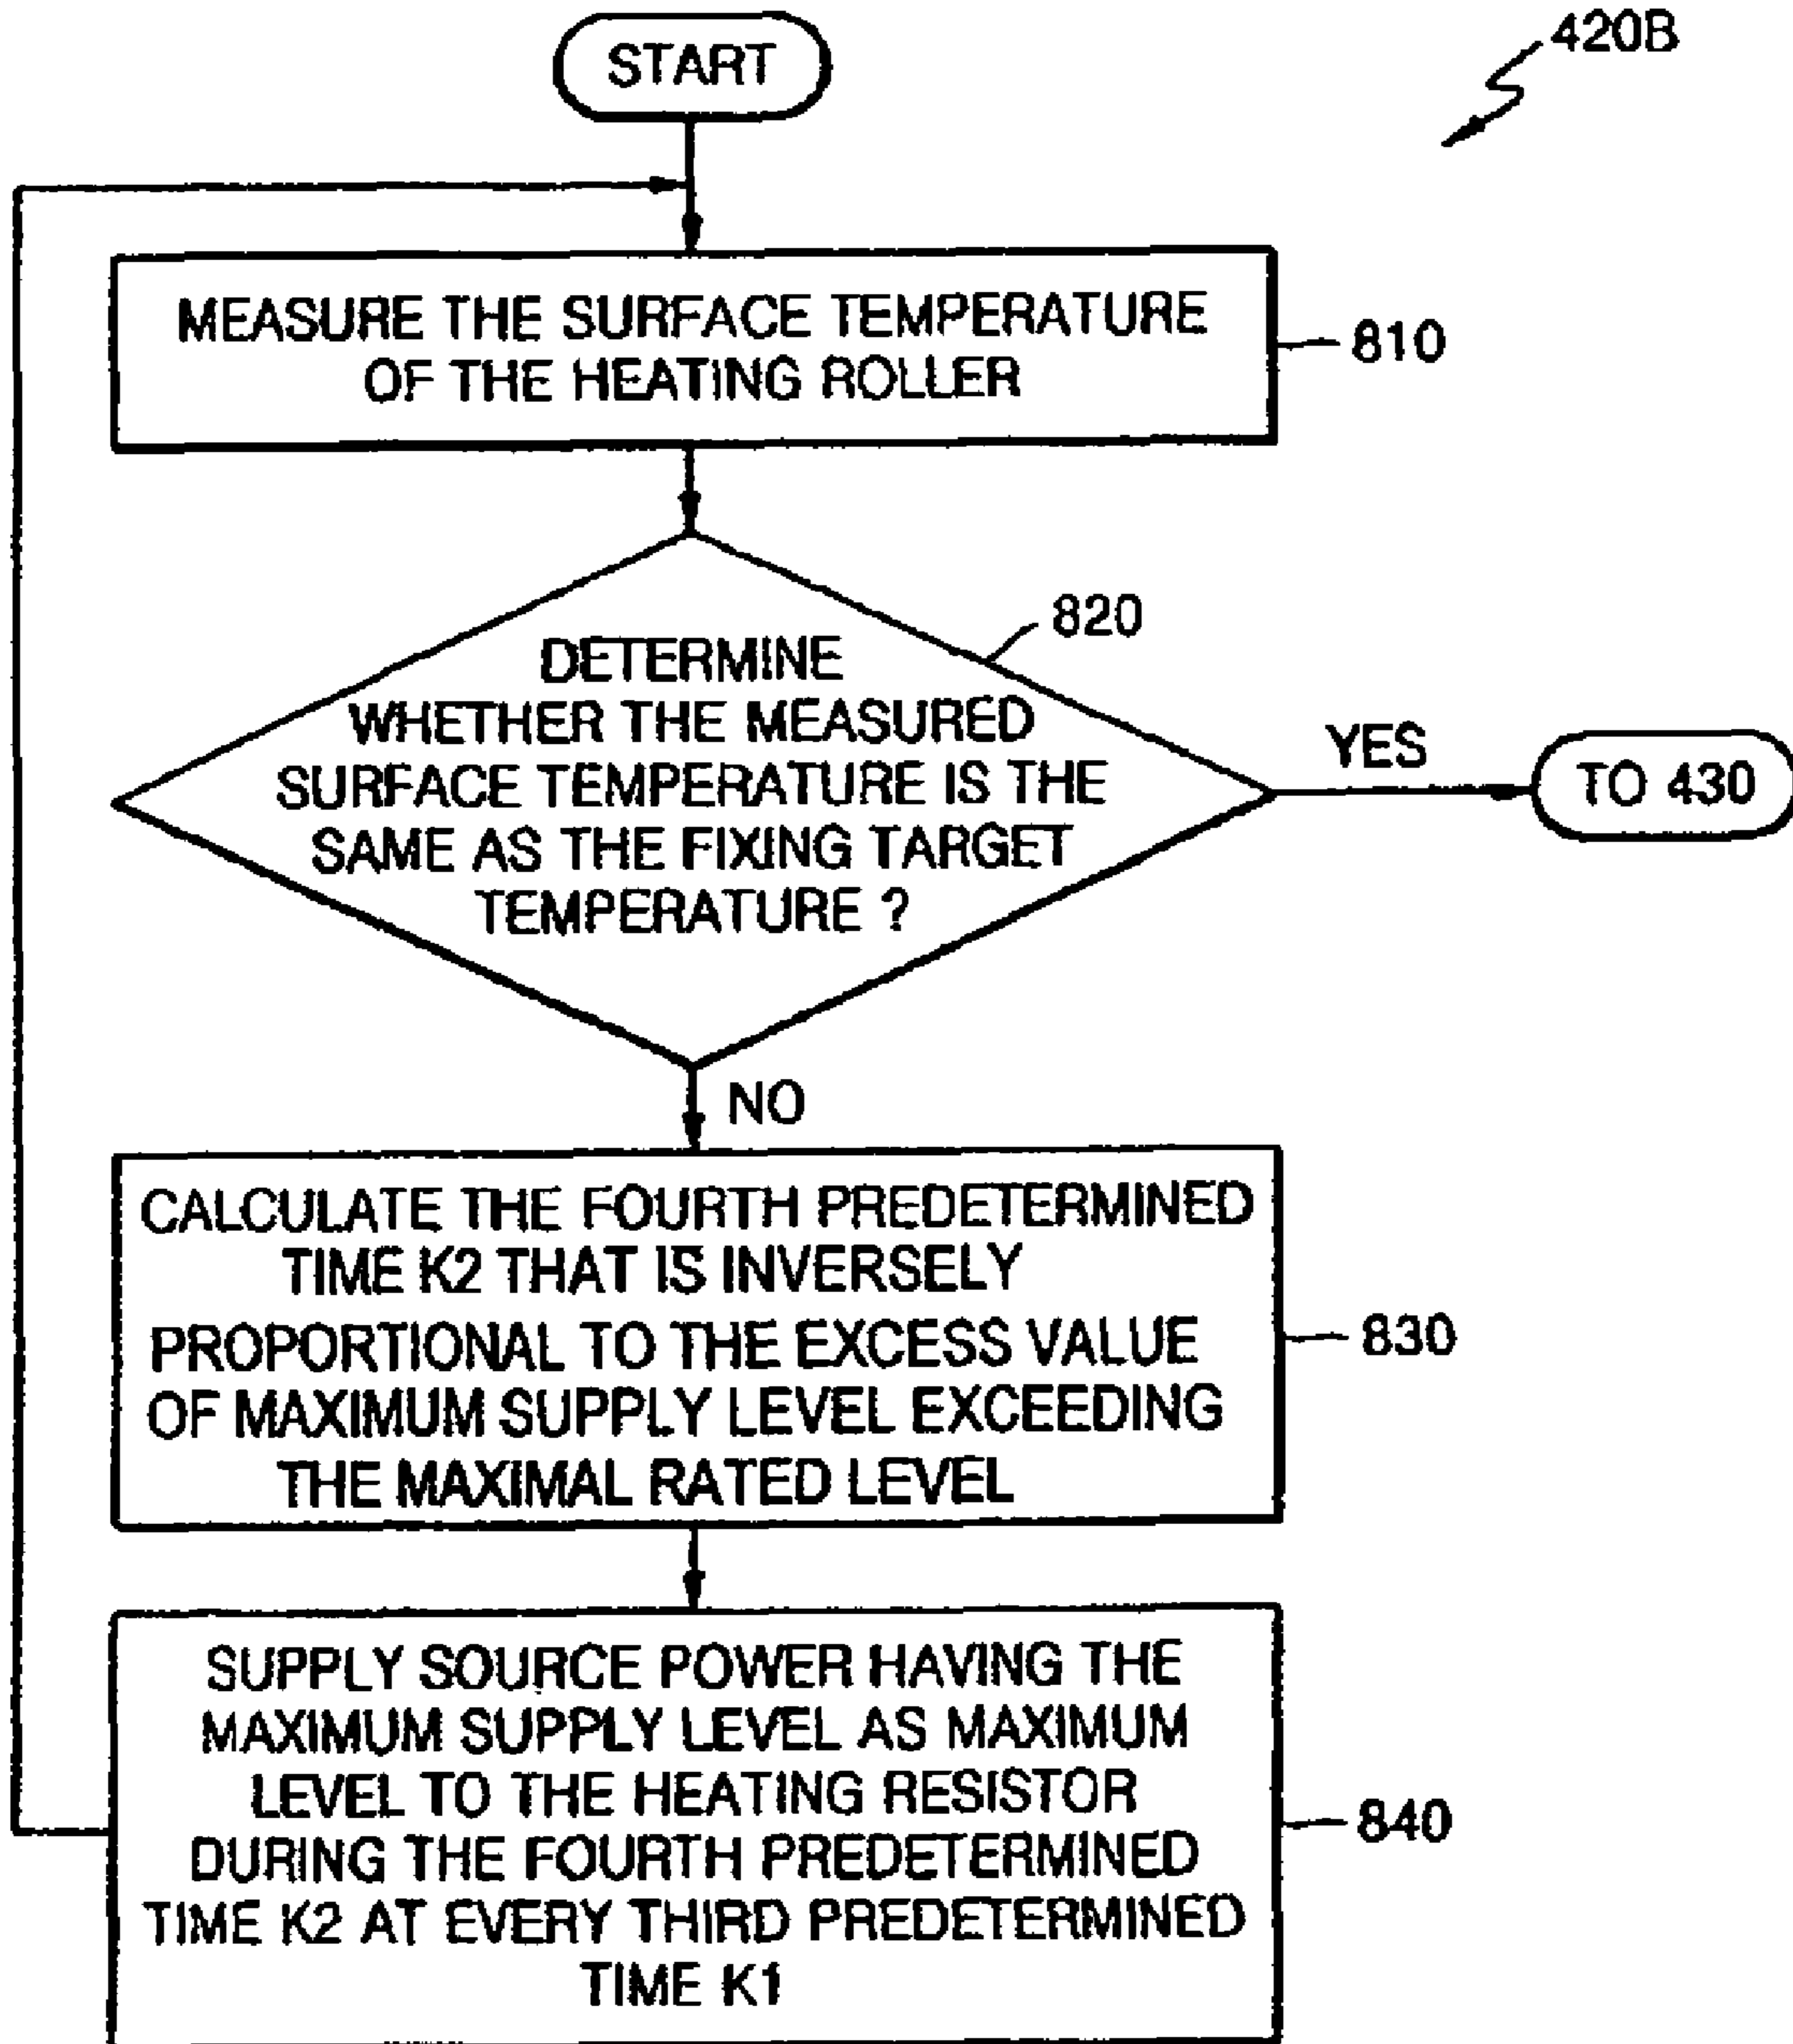 START
420B
MEASURE THE SURFACE TEMPERATURE
OF THE HEATING ROLLER
810
820
DETERMINE
WHETHER THE MEASURED
SURFACE TEMPERATURE IS THE
SAME AS THE FIXING TARGET
TEMPERATURE ?
YES
TO 430
NO
CALCULATE THE FOURTH PREDETERMINED
TIME K2 THAT IS INVERSELY
PROPORTIONAL TO THE EXCESS VALUE
OF MAXIMUM SUPPLY LEVEL EXCEEDING
THE MAXIMAL RATED LEVEL
830
SUPPLY SOURCE POWER HAVING THE
MAXIMUM SUPPLY LEVEL AS MAXIMUM
LEVEL TO THE HEATING RESISTOR
DURING THE FOURTH PREDETERMINED
TIME K2 AT EVERY THIRD PREDETERMINED
TIME K1
840